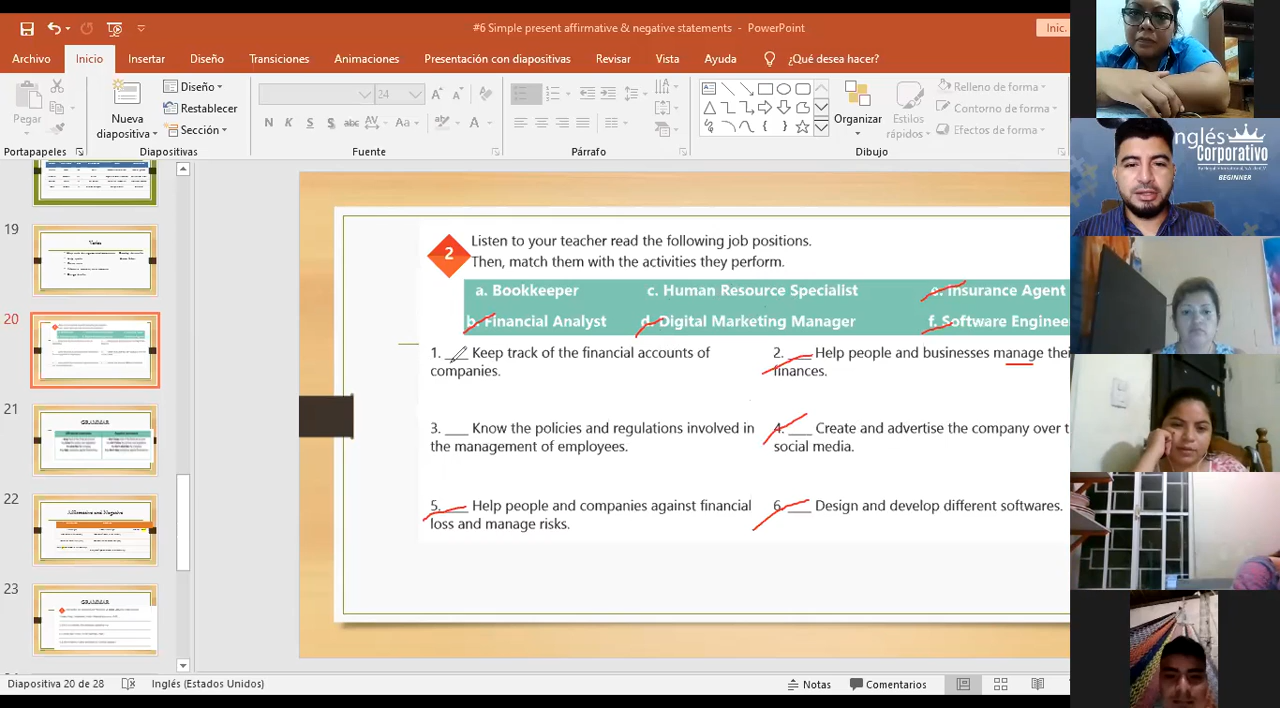 #6 Simple present affirmative & negative statements - PowerPoint
Inic.
Archivo Inicio Insertar Diseño Transiciones Animaciones Presentación con diapositivas Revisar Vista Ayuda ¿Qué desea hacer?
Pegar
Nueva diapositiva
Diseño
Restablecer
Sección
24
N K S S abc AV Aa A
Organizar
Estilos rápidos
Relleno de forma
Contorno de forma
Efectos de forma
Portapapeles Diapositivas Fuente Párrafo Dibujo
19
20
21
GRAMMAR
22
Affirmative and Negative
23
GRAMMAR
2
Listen to your teacher read the following job positions.
Then, match them with the activities they perform.
a. Bookkeeper c. Human Resource Specialist e. Insurance Agent
b. Financial Analyst d. Digital Marketing Manager f. Software Enginee
1. ___ Keep track of the financial accounts of
companies.
___ Help people and businesses manage thei
finances.
3. ___ Know the policies and regulations involved in
the management of employees.
4. ___ Create and advertise the company over t
social media.
5. ___ Help people and companies against financial
loss and manage risks.
6. ___ Design and develop different softwares.
Diapositiva 20 de 28 Inglés (Estados Unidos) Notas Comentarios
Inglés
Corporativo
BEGINNER